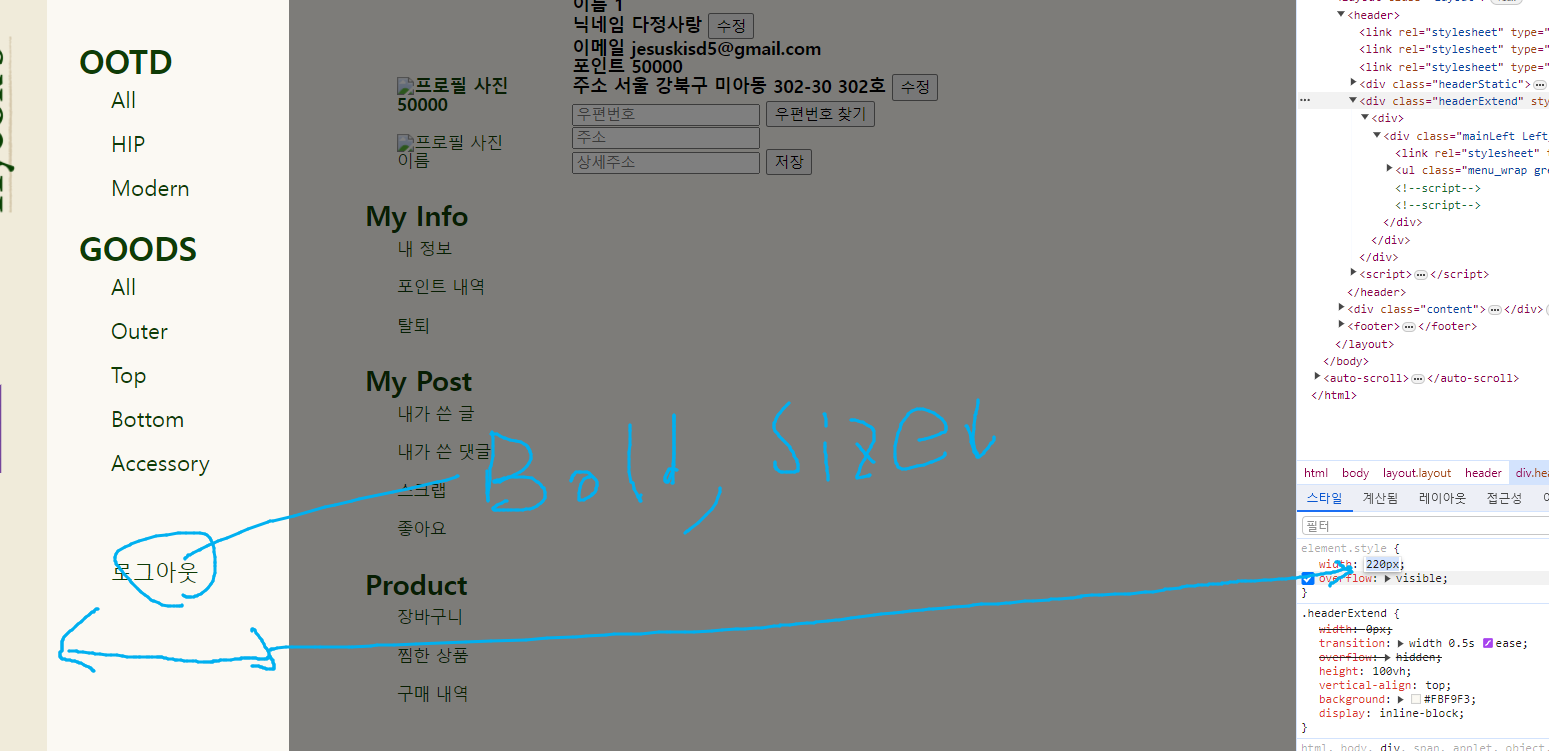 OOTD
All
HIP
Modern
GOODS
All
Outer
Top
Bottom
Accessory
로그아웃
이름 1
닉네임 다정사랑 수정
이메일 jesuskisd5@gmail.com
포인트 50000
주소 서울 강북구 미아동 302-30 302호 수정
프로필 사진
50000
우편번호 우편번호 찾기
주소
프로필 사진
이름
상세주소 저장
My Info
내 정보
포인트 내역
탈퇴
My Post
내가 쓴 글
내가 쓴 댓글
스크랩
좋아요
Product
장바구니
찜한 상품
구매 내역
Bold, size
<header>
<link rel="stylesheet" type="
<link rel="stylesheet" type="
<link rel="stylesheet" type="
<div class="headerStatic">
<div class="headerExtend" sty
<div>
<div class="mainLeft Left
<link rel="stylesheet" t
<ul class="menu_wrap gre
<!--script-->
<!--script-->
</div>
</div>
</div>
<script> </script>
</header>
<div class="content"> </div>
<footer> </footer>
</layout>
</body>
<auto-scroll> </auto-scroll>
</html>
html body layout.layout header div.hea
스타일 계산됨 레이아웃 접근성
필터
element.style {
width: 220px;
overflow: visible;
}
.headerExtend {
width: 0px;
transition: width 0.5s ease;
overflow: hidden;
height: 100vh;
vertical-align: top;
background: #FBF9F3;
display: inline-block;
}
html, body, div, span, applet, object,